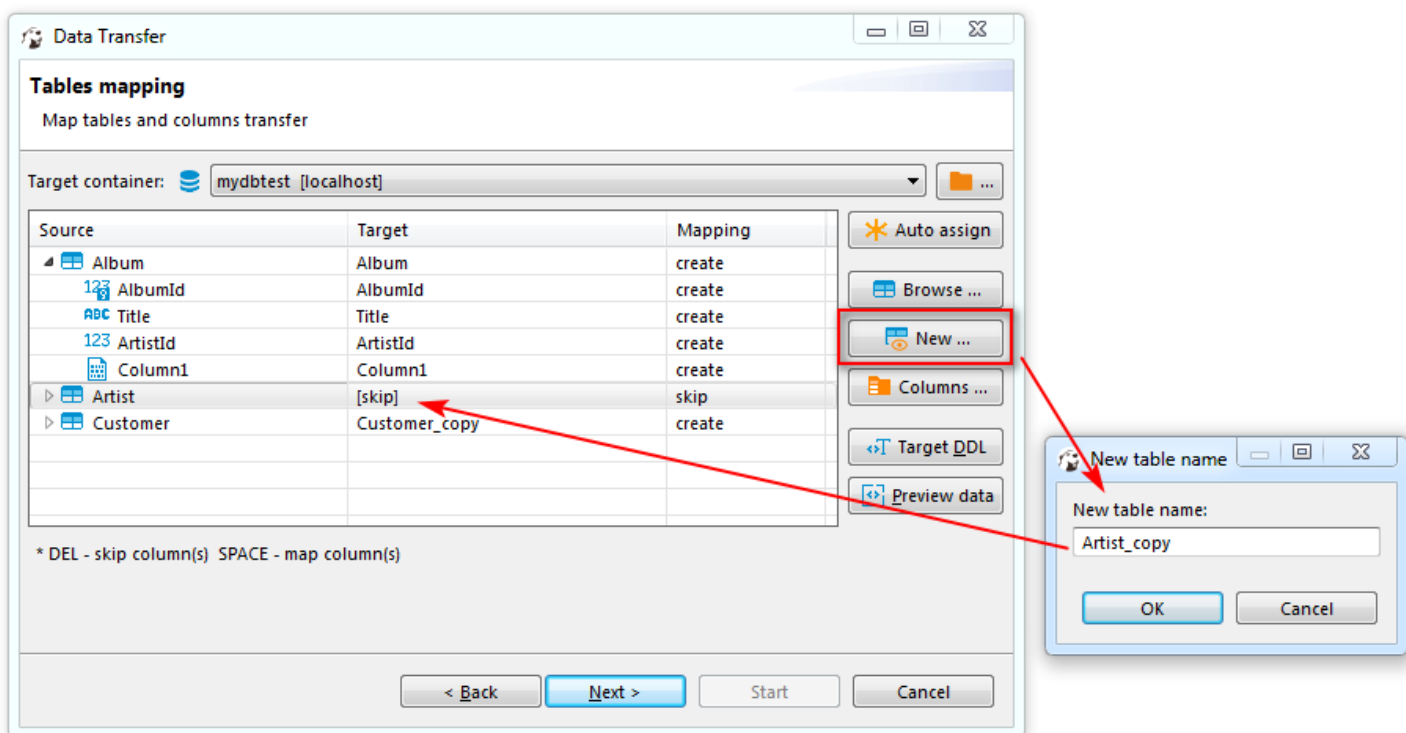 Data Transfer
Tables mapping
Map tables and columns transfer
Target container: mydbtest [localhost] ...
Source Target Mapping Auto assign
Album Album create
123 AlbumId AlbumId create Browse ...
ABC Title Title create
123 ArtistId ArtistId create New ...
Column1 Column1 create
Artist [skip] skip Columns ...
Customer Customer_copy create
Target DDL
Preview data
* DEL - skip column(s) SPACE - map column(s)
< Back Next > Start Cancel
New table name
New table name:
Artist_copy
OK Cancel